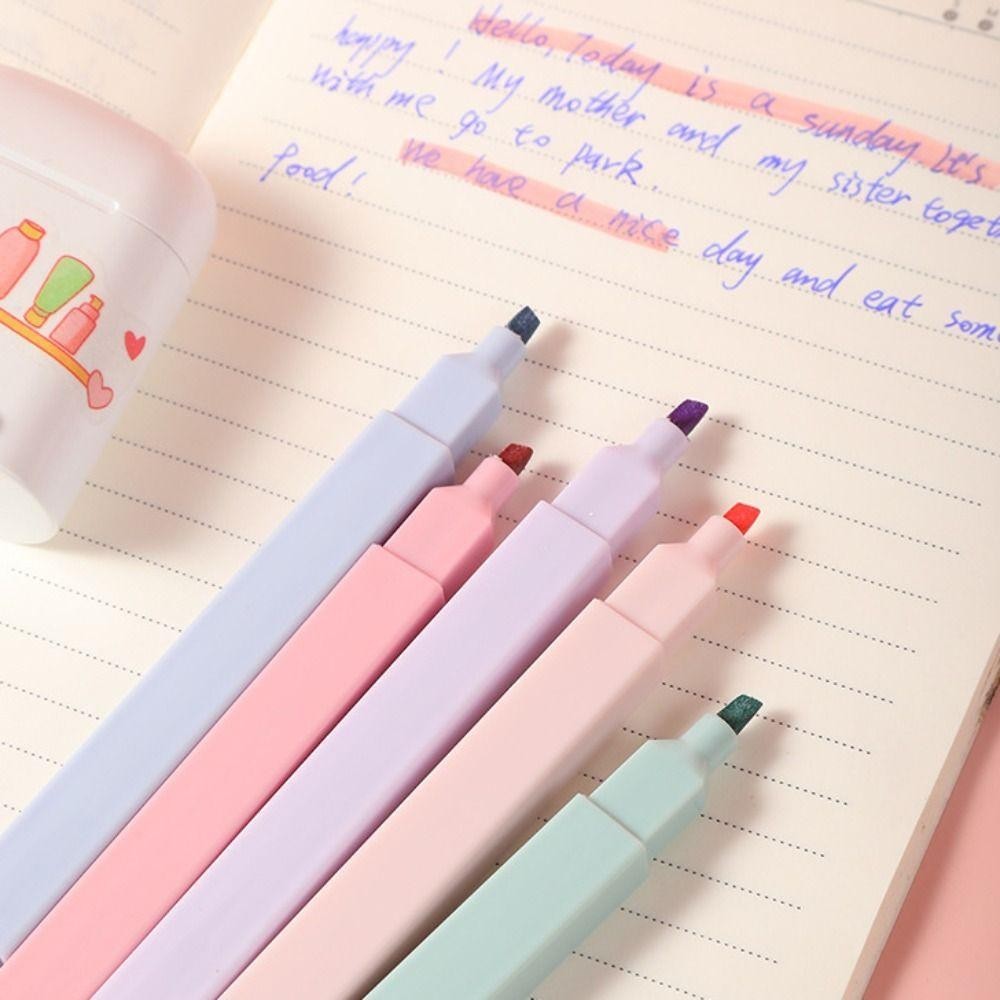 Hello, Today is a sunday. It's
happy ! My mother and my sister togeth
with me go to park.
We have a nice day and eat some
food!